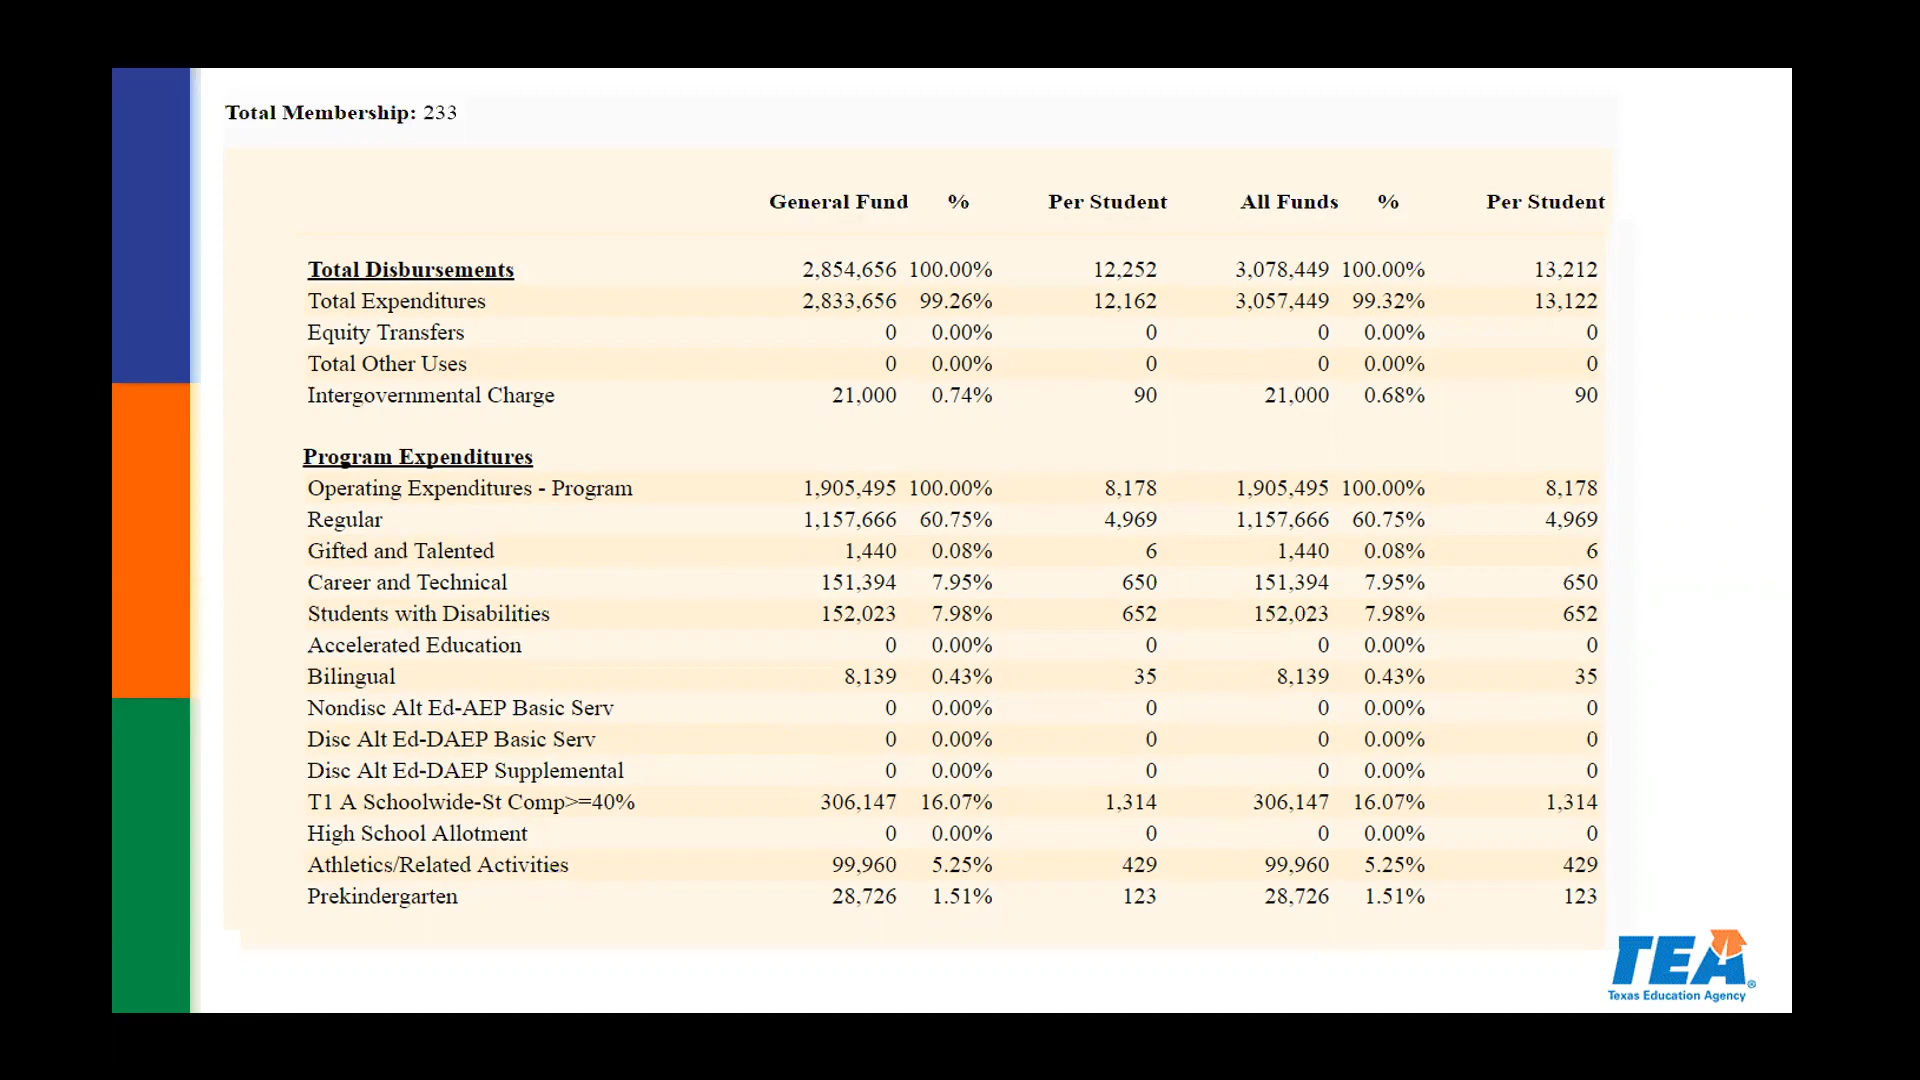 Total Membership: 233
General Fund % Per Student All Funds % Per Student
Total Disbursements 2,854,656 100.00% 12,252 3,078,449 100.00% 13,212
Total Expenditures 2,833,656 99.26% 12,162 3,057,449 99.32% 13,122
Equity Transfers 0 0.00% 0 0 0.00% 0
Total Other Uses 0 0.00% 0 0 0.00% 0
Intergovernmental Charge 21,000 0.74% 90 21,000 0.68% 90
Program Expenditures
Operating Expenditures - Program 1,905,495 100.00% 8,178 1,905,495 100.00% 8,178
Regular 1,157,666 60.75% 4,969 1,157,666 60.75% 4,969
Gifted and Talented 1,440 0.08% 6 1,440 0.08% 6
Career and Technical 151,394 7.95% 650 151,394 7.95% 650
Students with Disabilities 152,023 7.98% 652 152,023 7.98% 652
Accelerated Education 0 0.00% 0 0 0.00% 0
Bilingual 8,139 0.43% 35 8,139 0.43% 35
Nondisc Alt Ed-AEP Basic Serv 0 0.00% 0 0 0.00% 0
Disc Alt Ed-DAEP Basic Serv 0 0.00% 0 0 0.00% 0
Disc Alt Ed-DAEP Supplemental 0 0.00% 0 0 0.00% 0
T1 A Schoolwide-St Comp>=40% 306,147 16.07% 1,314 306,147 16.07% 1,314
High School Allotment 0 0.00% 0 0 0.00% 0
Athletics/Related Activities 99,960 5.25% 429 99,960 5.25% 429
Prekindergarten 28,726 1.51% 123 28,726 1.51% 123
TEA®
Texas Education Agency